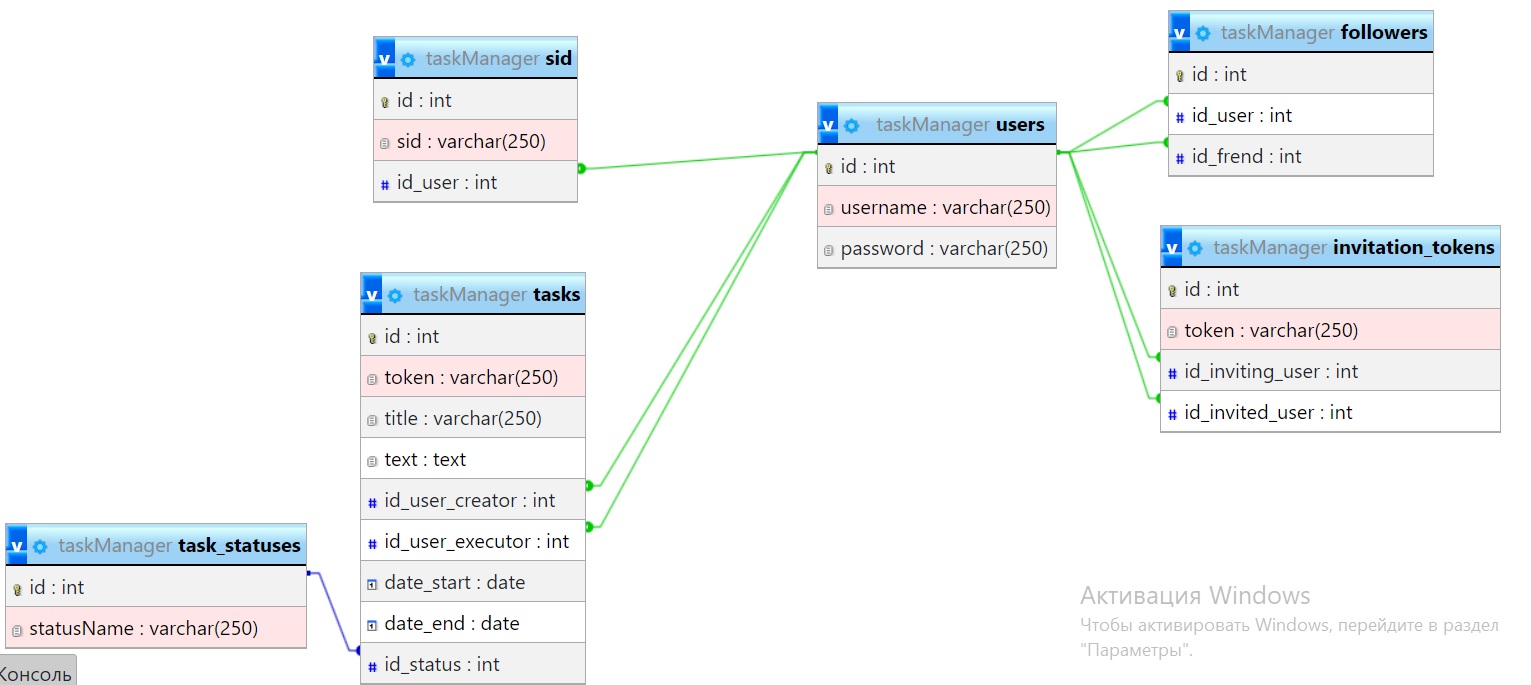 taskManager sid
id : int
sid : varchar(250)
id_user : int
taskManager tasks
id : int
token : varchar(250)
title : varchar(250)
text : text
id_user_creator : int
id_user_executor : int
date_start : date
date_end : date
id_status : int
taskManager task_statuses
id : int
statusName : varchar(250)
Консоль
taskManager users
id : int
username : varchar(250)
password : varchar(250)
taskManager followers
id : int
id_user : int
id_frend : int
taskManager invitation_tokens
id : int
token : varchar(250)
id_inviting_user : int
id_invited_user : int
Активация Windows
Чтобы активировать Windows, перейдите в раздел
"Параметры".